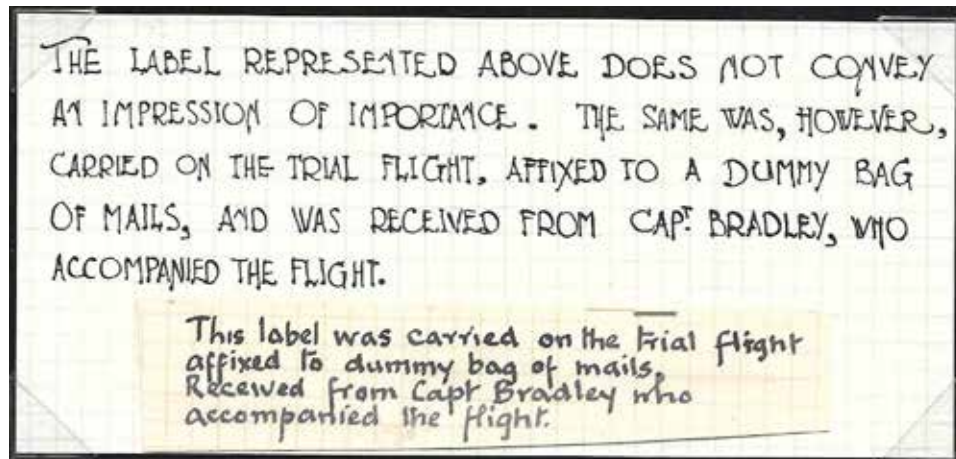 THE LABEL REPRESENTED ABOVE DOES NOT CONVEY
AN IMPRESSION OF IMPORTANCE. THE SAME WAS, HOWEVER,
CARRIED ON THE TRIAL FLIGHT, AFFIXED TO A DUMMY BAG
OF MAILS, AND WAS RECEIVED FROM CAPT. BRADLEY, WHO
ACCOMPANIED THE FLIGHT.
This label was carried on the trial flight
affixed to dummy bag of mails.
Received from Capt Bradley who
accompanied the flight.